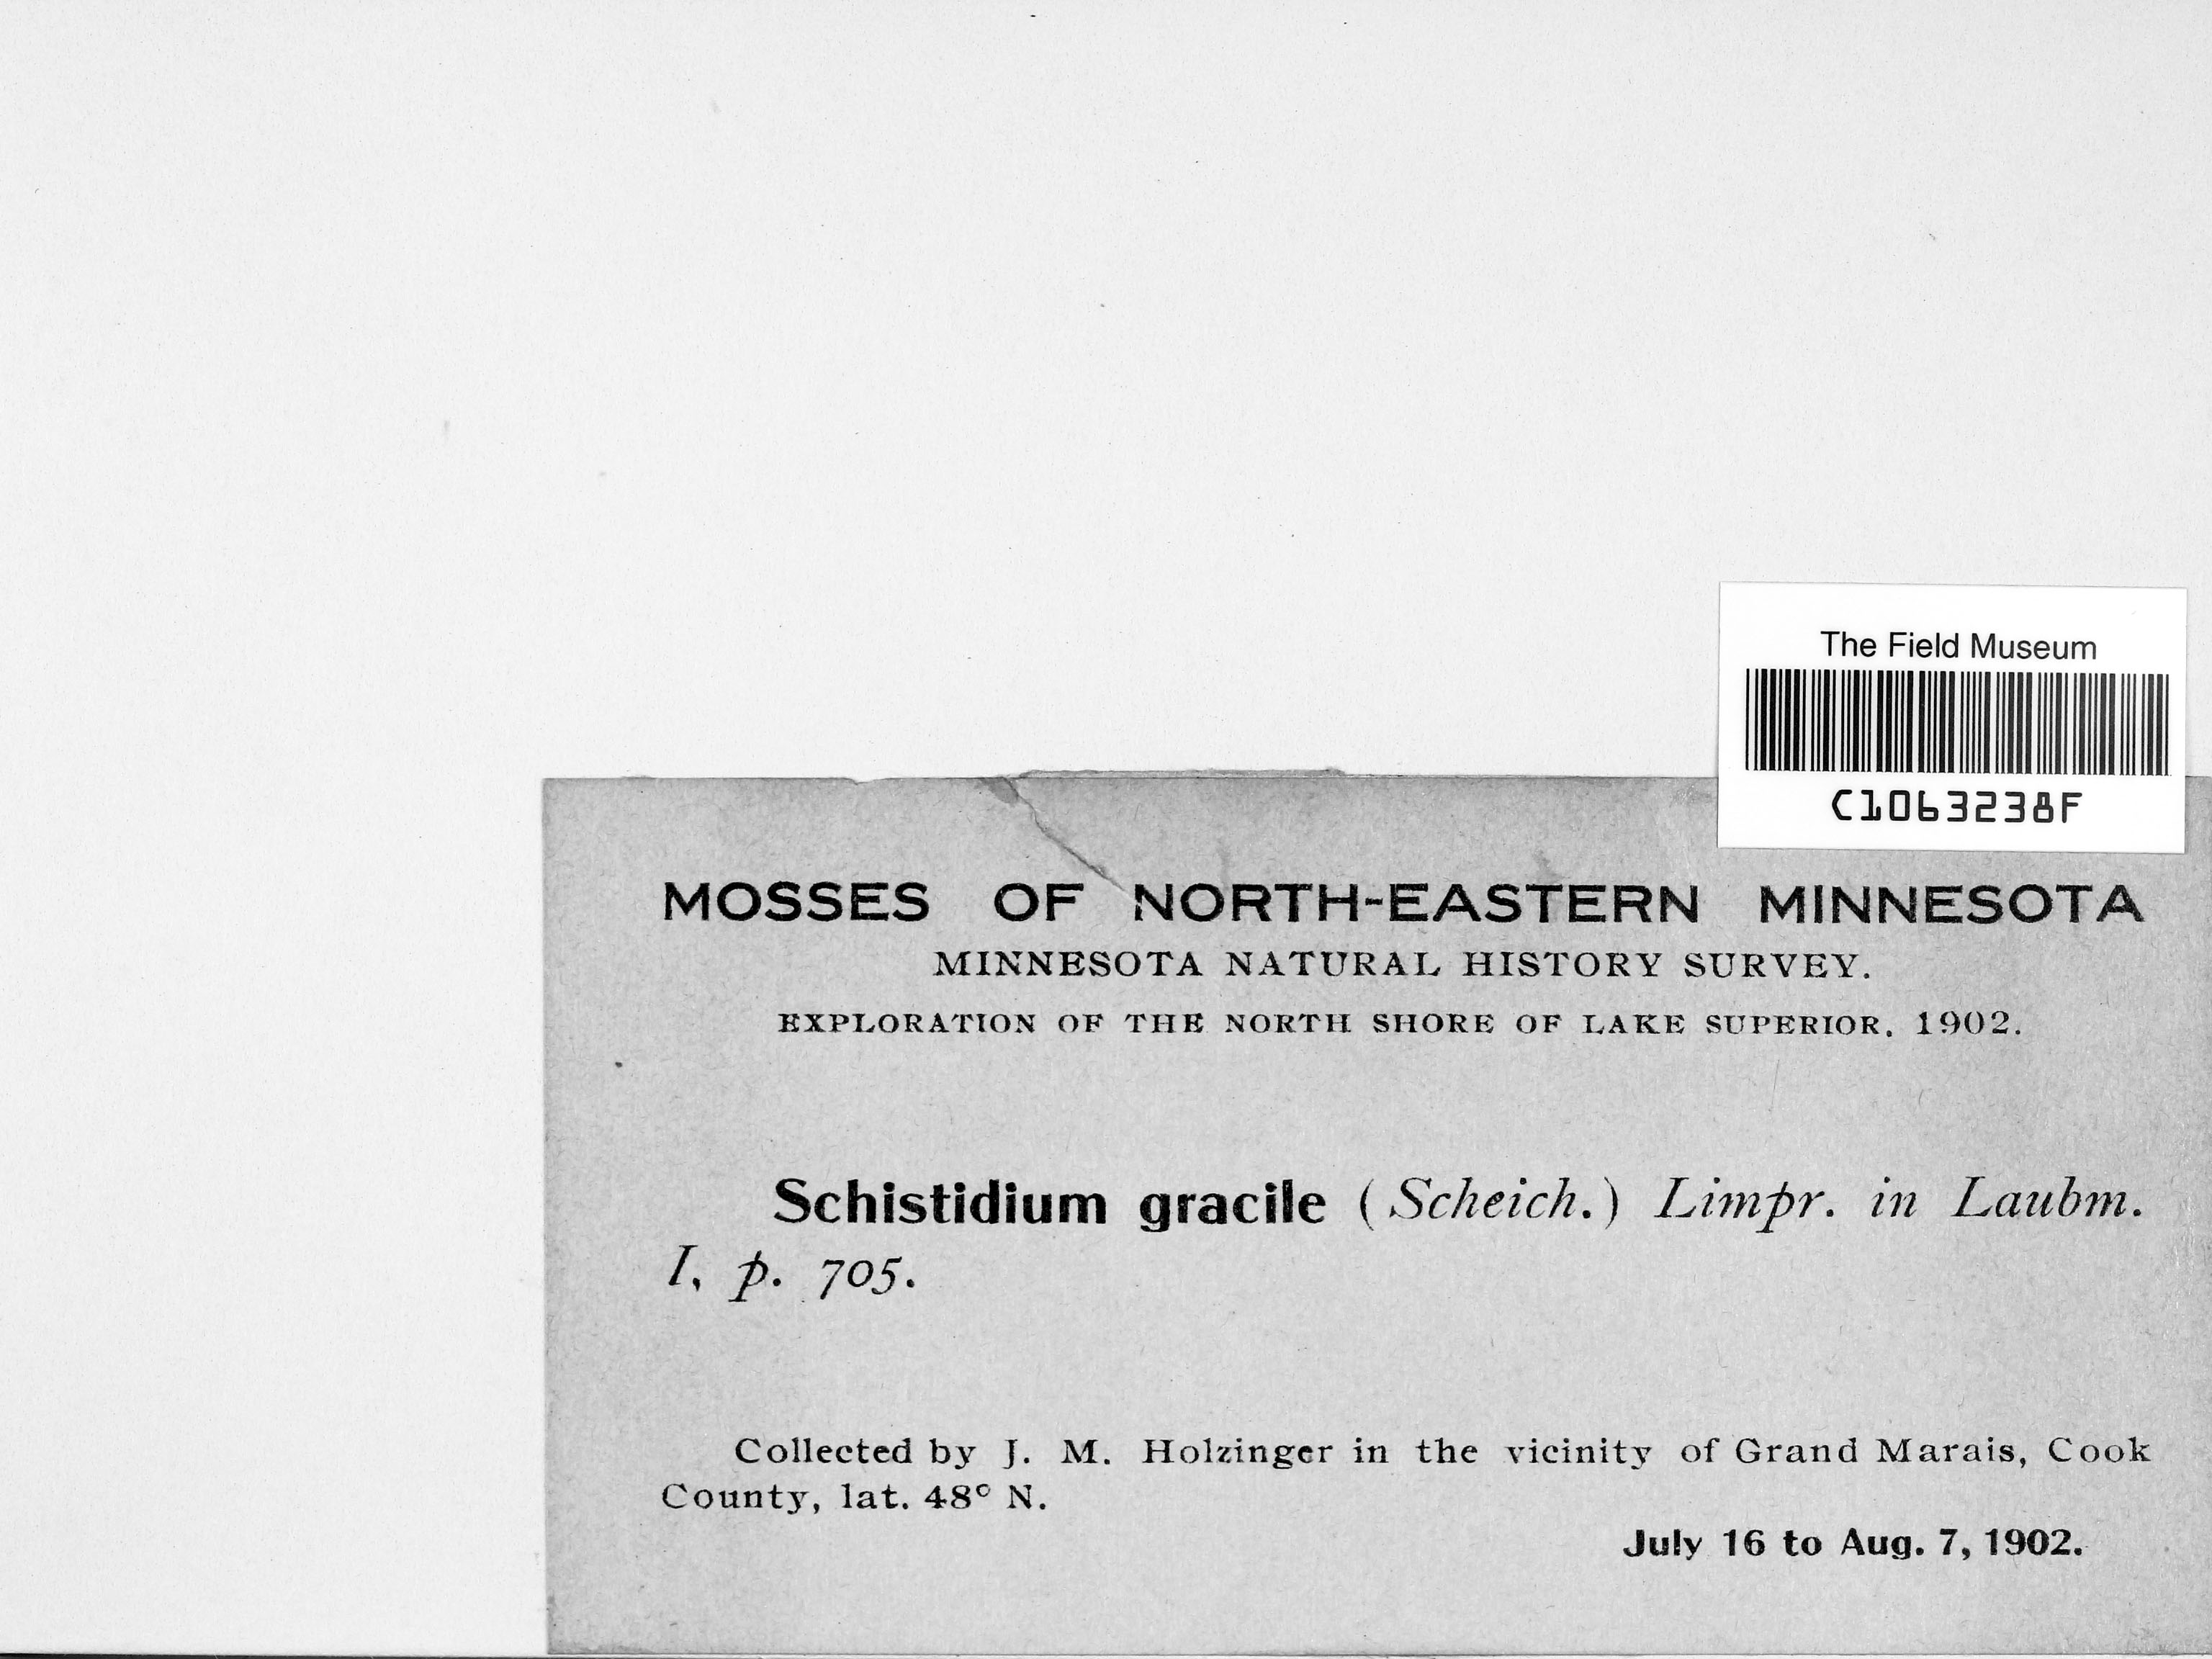 The Field Museum
C1063238F
MOSSES OF NORTH-EASTERN MINNESOTA
MINNESOTA NATURAL HISTORY SURVEY.
EXPLORATION OF THE NORTH SHORE OF LAKE SUPERIOR, 1902.
Schistidium gracile (Scheich.) Limpr. in Laubm.
I, p. 705.
Collected by J. M. Holzinger in the vicinity of Grand Marais, Cook
County, lat. 48° N.
July 16 to Aug. 7, 1902.